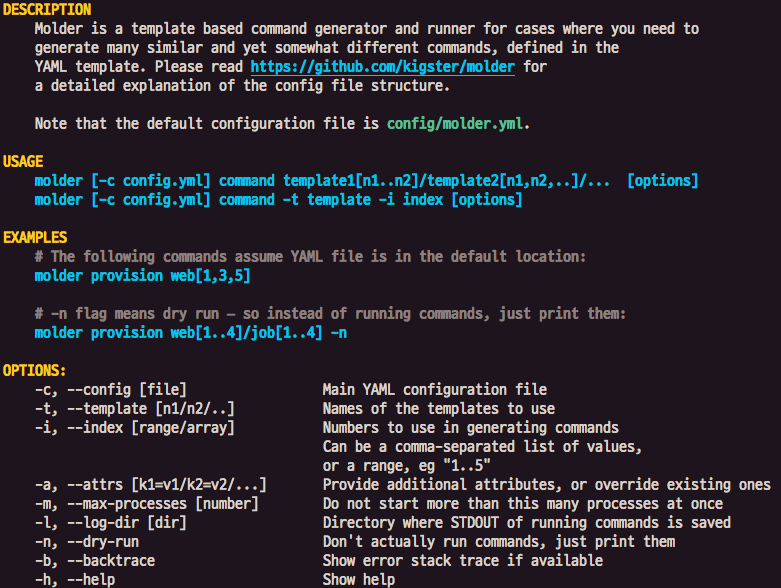 DESCRIPTION
Molder is a template based command generator and runner for cases where you need to
generate many similar and yet somewhat different commands, defined in the
YAML template. Please read https://github.com/kigster/molder for
a detailed explanation of the config file structure.
Note that the default configuration file is config/molder.yml.
USAGE
molder [-c config.yml] command template1[n1..n2]/template2[n1,n2,..]/... [options]
molder [-c config.yml] command -t template -i index [options]
EXAMPLES
# The following commands assume YAML file is in the default location:
molder provision web[1,3,5]
# -n flag means dry run — so instead of running commands, just print them:
molder provision web[1..4]/job[1..4] -n
OPTIONS:
-c, --config [file] Main YAML configuration file
-t, --template [n1/n2/..] Names of the templates to use
-i, --index [range/array] Numbers to use in generating commands
Can be a comma-separated list of values,
or a range, eg "1..5"
-a, --attrs [k1=v1/k2=v2/...] Provide additional attributes, or override existing ones
-m, --max-processes [number] Do not start more than this many processes at once
-l, --log-dir [dir] Directory where STDOUT of running commands is saved
-n, --dry-run Don't actually run commands, just print them
-b, --backtrace Show error stack trace if available
-h, --help Show help